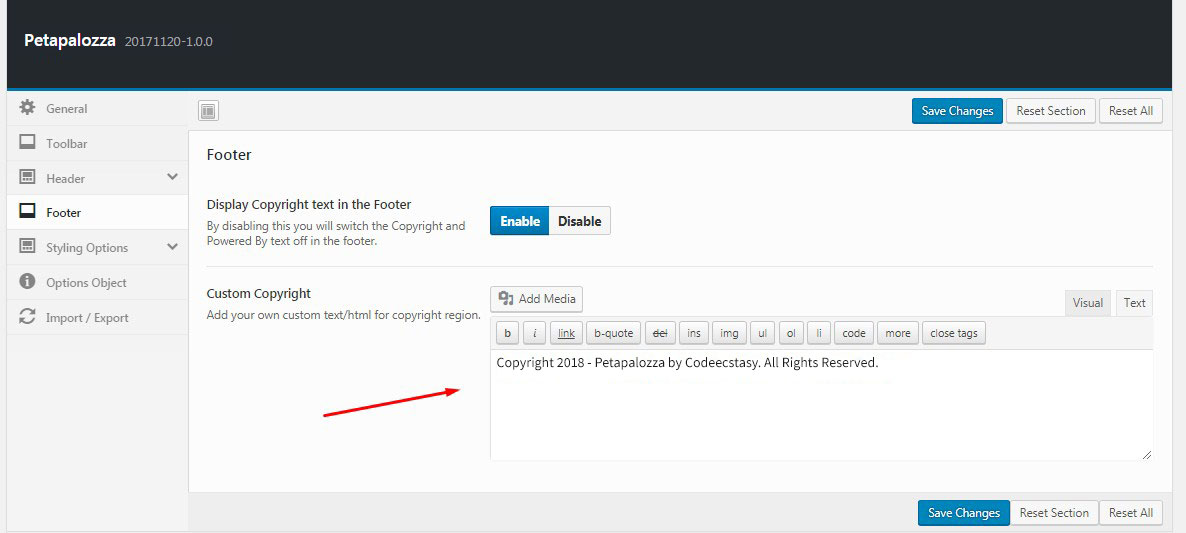 Petapalozza 20171120-1.0.0
General
Toolbar
Header
Footer
Styling Options
Options Object
Import / Export
Save Changes Reset Section Reset All
Footer
Display Copyright text in the Footer
By disabling this you will switch the Copyright and
Powered By text off in the footer.
Enable Disable
Custom Copyright
Add your own custom text/html for copyright region.
Add Media
Visual Text
b i link b-quote del ins img ul ol li code more close tags
Copyright 2018 - Petapalozza by Codeecstasy. All Rights Reserved.
Save Changes Reset Section Reset All